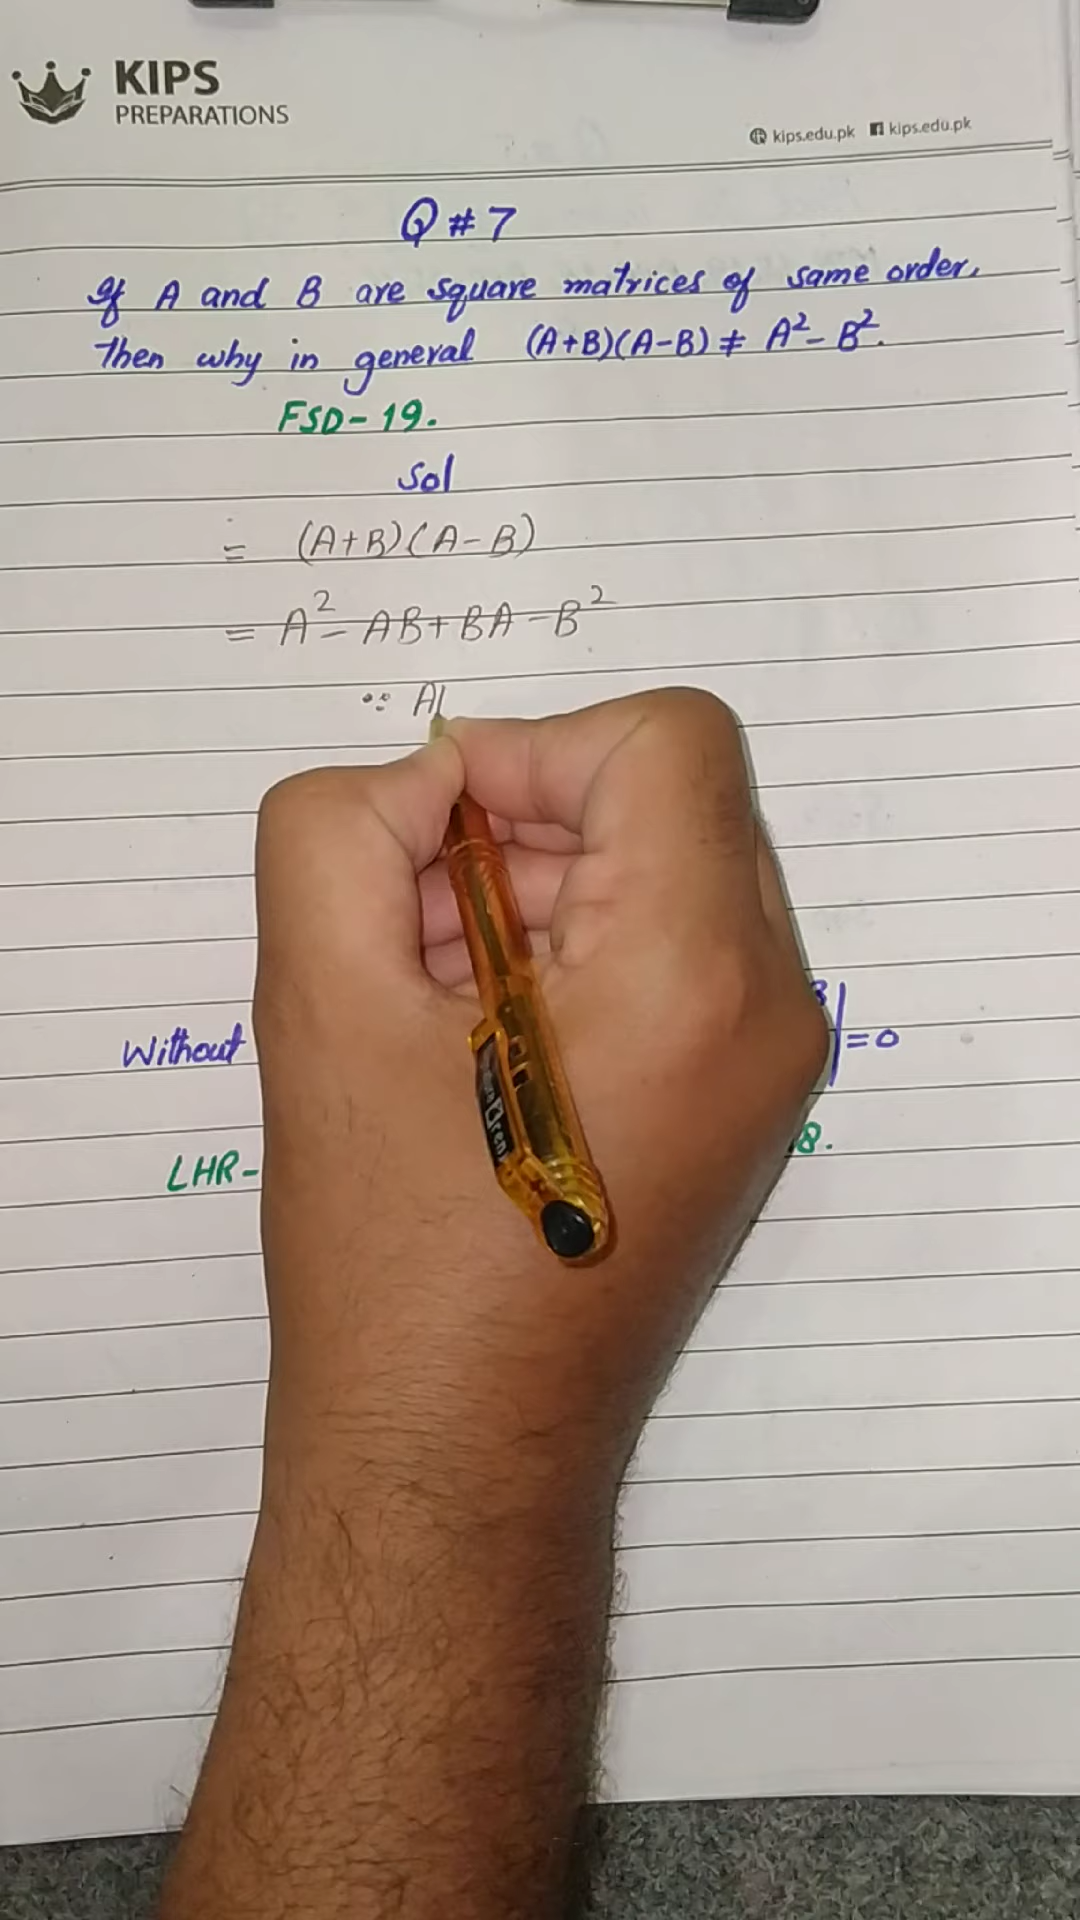 KIPS
PREPARATIONS
kips.edu.pk kips.edu.pk
Q # 7
If A and B are square matrices of same order,
Then why in general (A+B)(A-B) ≠ A² - B².
FSD-19.
Sol
= (A+B)(A-B)
= A² - AB + BA - B²
∵ A
Without =0
LHR- 8.